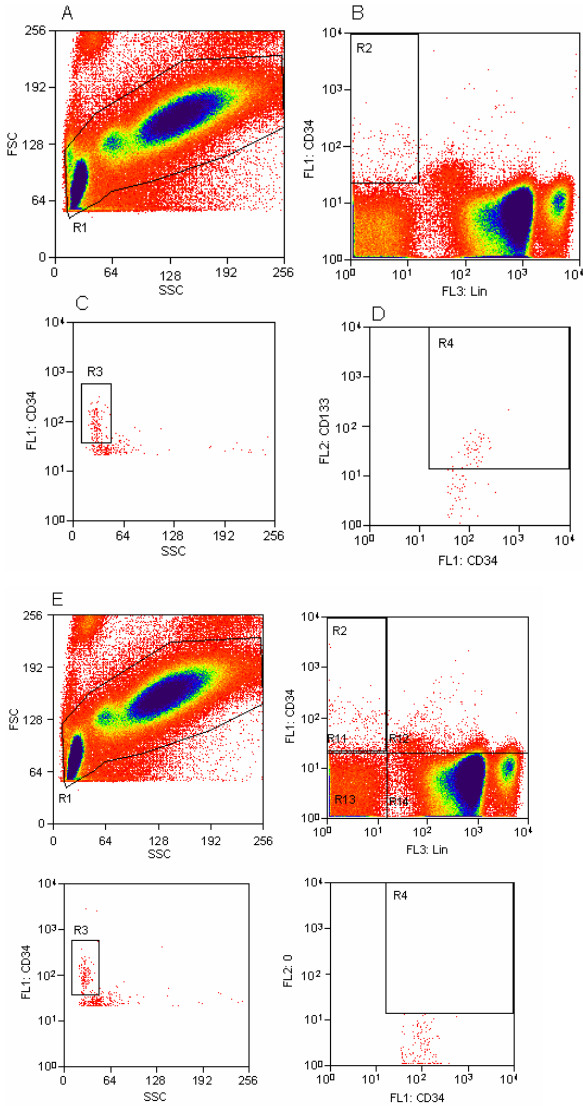 A
256
192
128
64
0
FSC
R1
64
128
192
256
SSC
B
10⁴
10³
10²
10¹
10⁰
FL1: CD34
R2
10⁰
10¹
10²
10³
10⁴
FL3: Lin
C
10⁴
10³
10²
10¹
10⁰
FL1: CD34
R3
0
64
128
192
256
SSC
D
10⁴
10³
10²
10¹
10⁰
FL2: CD133
R4
10⁰
10¹
10²
10³
10⁴
FL1: CD34
E
256
192
128
64
0
FSC
R1
0
64
128
192
256
SSC
10⁴
10³
10²
10¹
10⁰
FL1: CD34
R2
R11
R12
R13
R14
10⁰
10¹
10²
10³
10⁴
FL3: Lin
10⁴
10³
10²
10¹
10⁰
FL1: CD34
R3
0
64
128
192
256
SSC
10⁴
10³
10²
10¹
10⁰
FL2: 0
R4
10⁰
10¹
10²
10³
10⁴
FL1: CD34